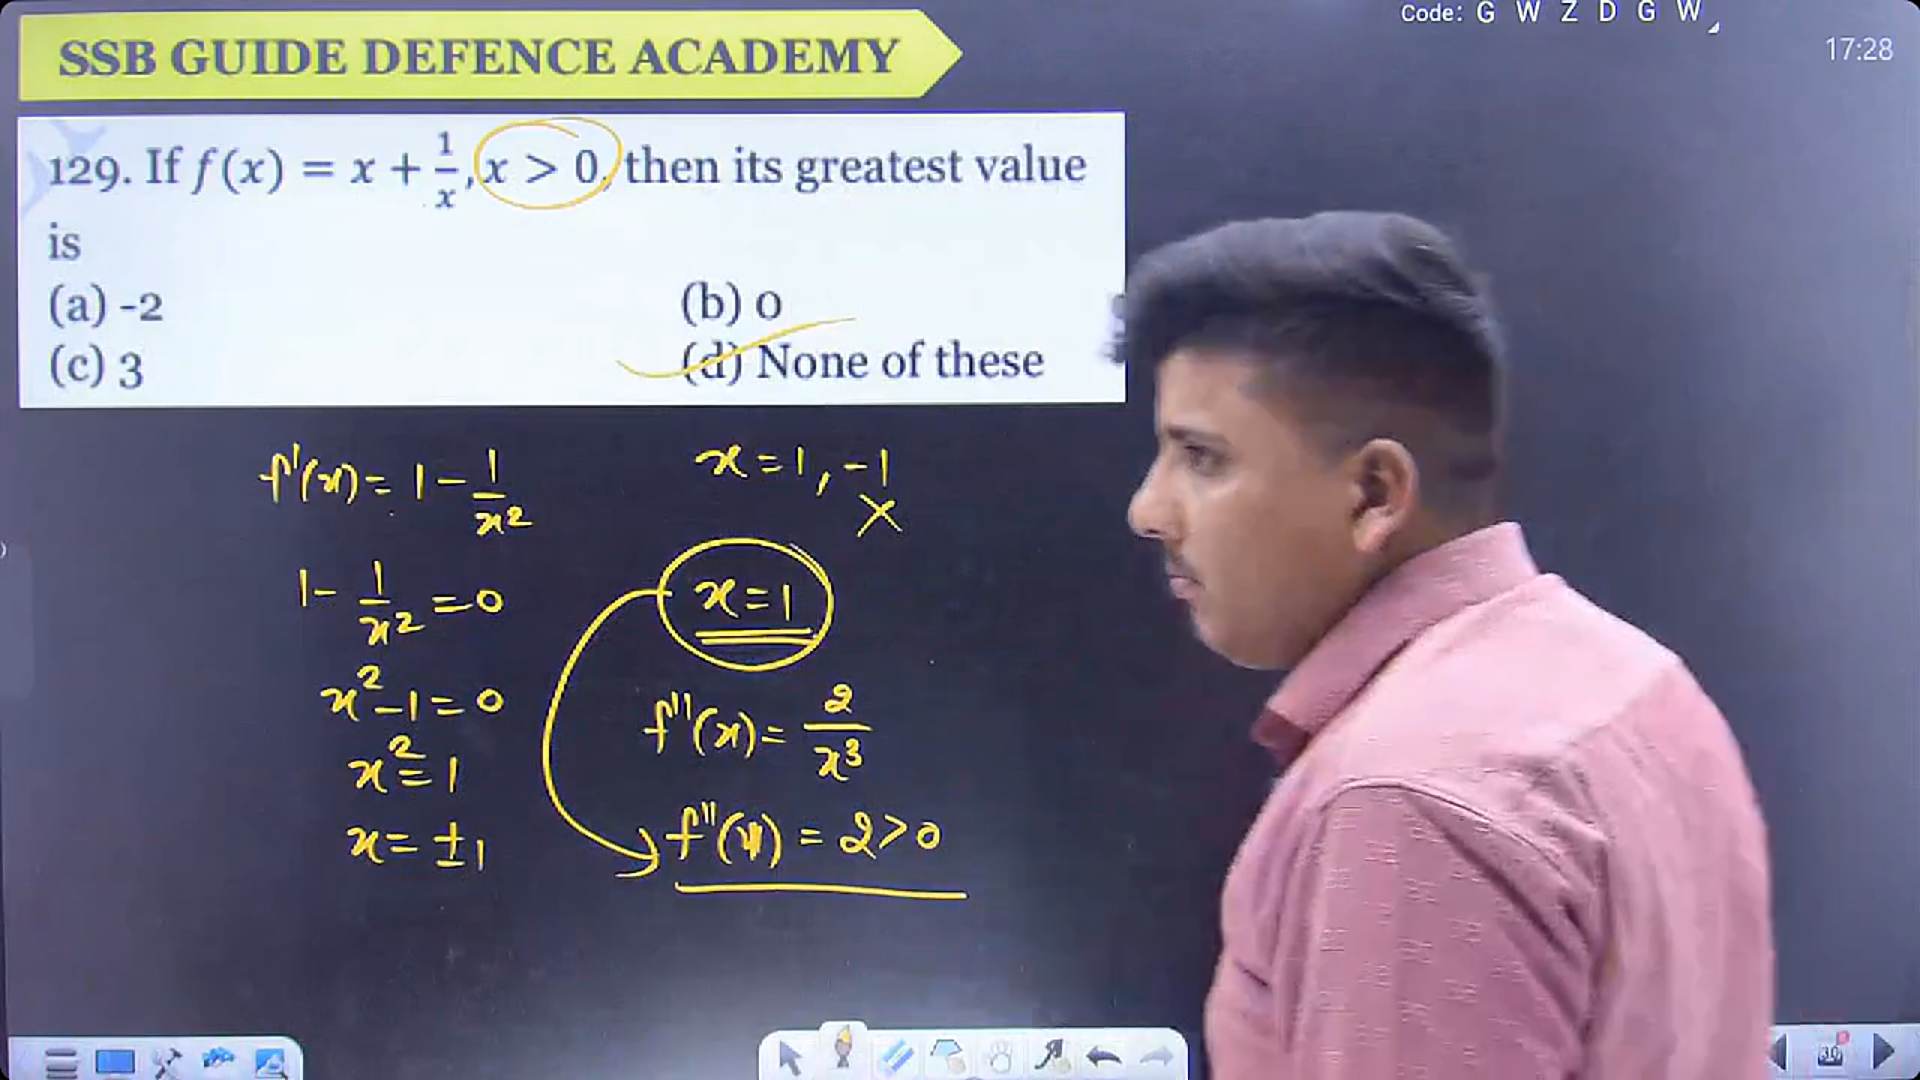 Code: G W Z D G W
17:28
SSB GUIDE DEFENCE ACADEMY
129. If f(x) = x + 1/x, x > 0, then its greatest value
is
(a) -2
(b) 0
(c) 3
(d) None of these
f'(x) = 1 - 1/x²
1 - 1/x² = 0
x² - 1 = 0
x² = 1
x = ±1
x = 1, -1
x = 1
f''(x) = 2/x³
f''(1) = 2 > 0
30